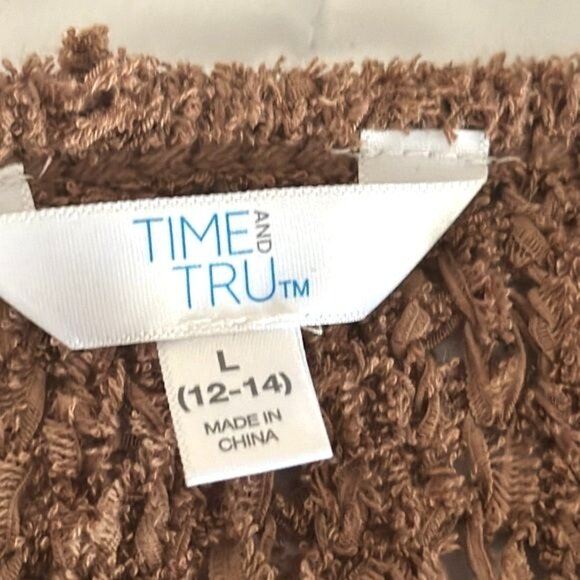 TIME AND
TRU™
L
(12-14)
MADE IN
CHINA